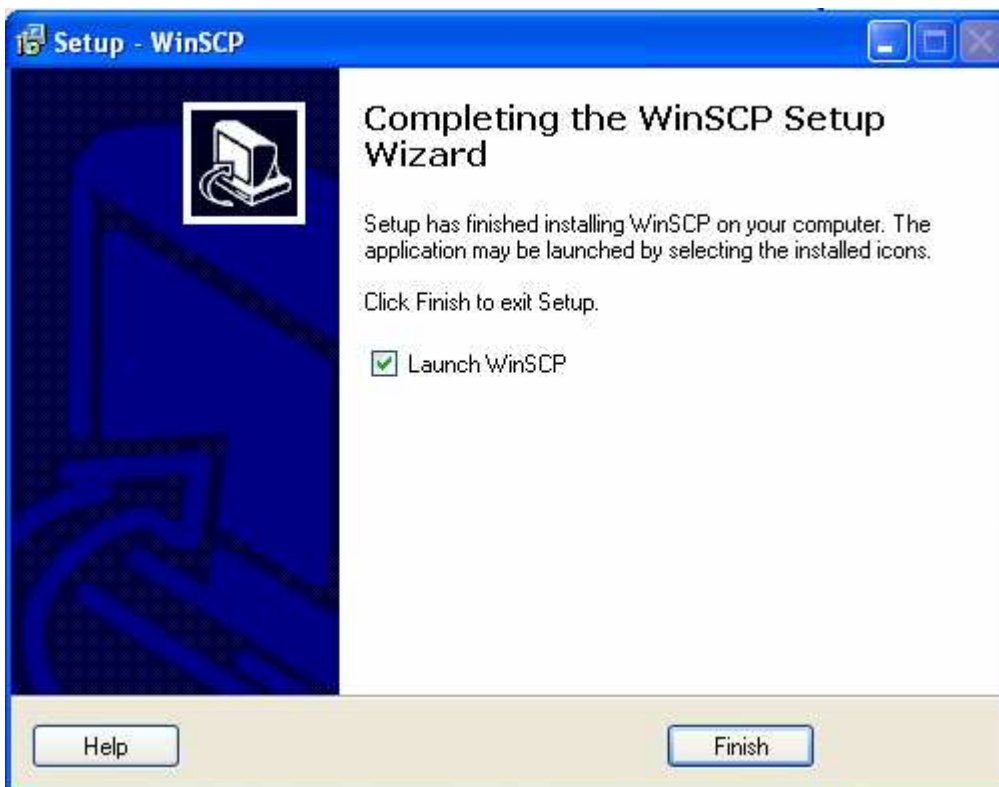 Setup - WinSCP
Completing the WinSCP Setup
Wizard
Setup has finished installing WinSCP on your computer. The
application may be launched by selecting the installed icons.
Click Finish to exit Setup.
Launch WinSCP
Help
Finish